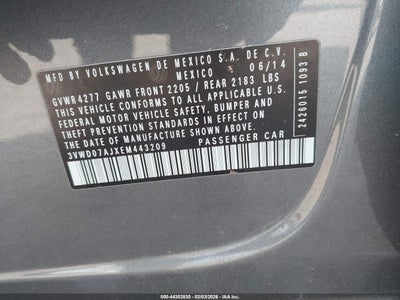 MFD BY VOLKSWAGEN DE MEXICO S.A. DE C.V.
MEXICO 06/14
GVWR 4277 GAWR FRONT 2205 / REAR 2183 LBS
THIS VEHICLE CONFORMS TO ALL APPLICABLE U.S.
FEDERAL MOTOR VEHICLE SAFETY, BUMPER AND
THEFT PREVENTION STANDARDS IN EFFECT ON
THE DATE OF MANUFACTURE SHOWN ABOVE
3VWD07AJXEM443209 PASSENGER CAR
2426015 1093 B
000-44302030 - 02/03/2026 - IAA Inc.